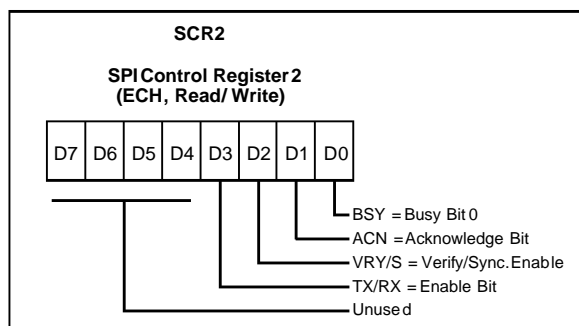 SCR2
SPI Control Register 2
(ECH, Read/ Write)
D7 D6 D5 D4 D3 D2 D1 D0
BSY = Busy Bit 0
ACN = Acknowledge Bit
VRY/S = Verify/Sync. Enable
TX/RX = Enable Bit
Unused